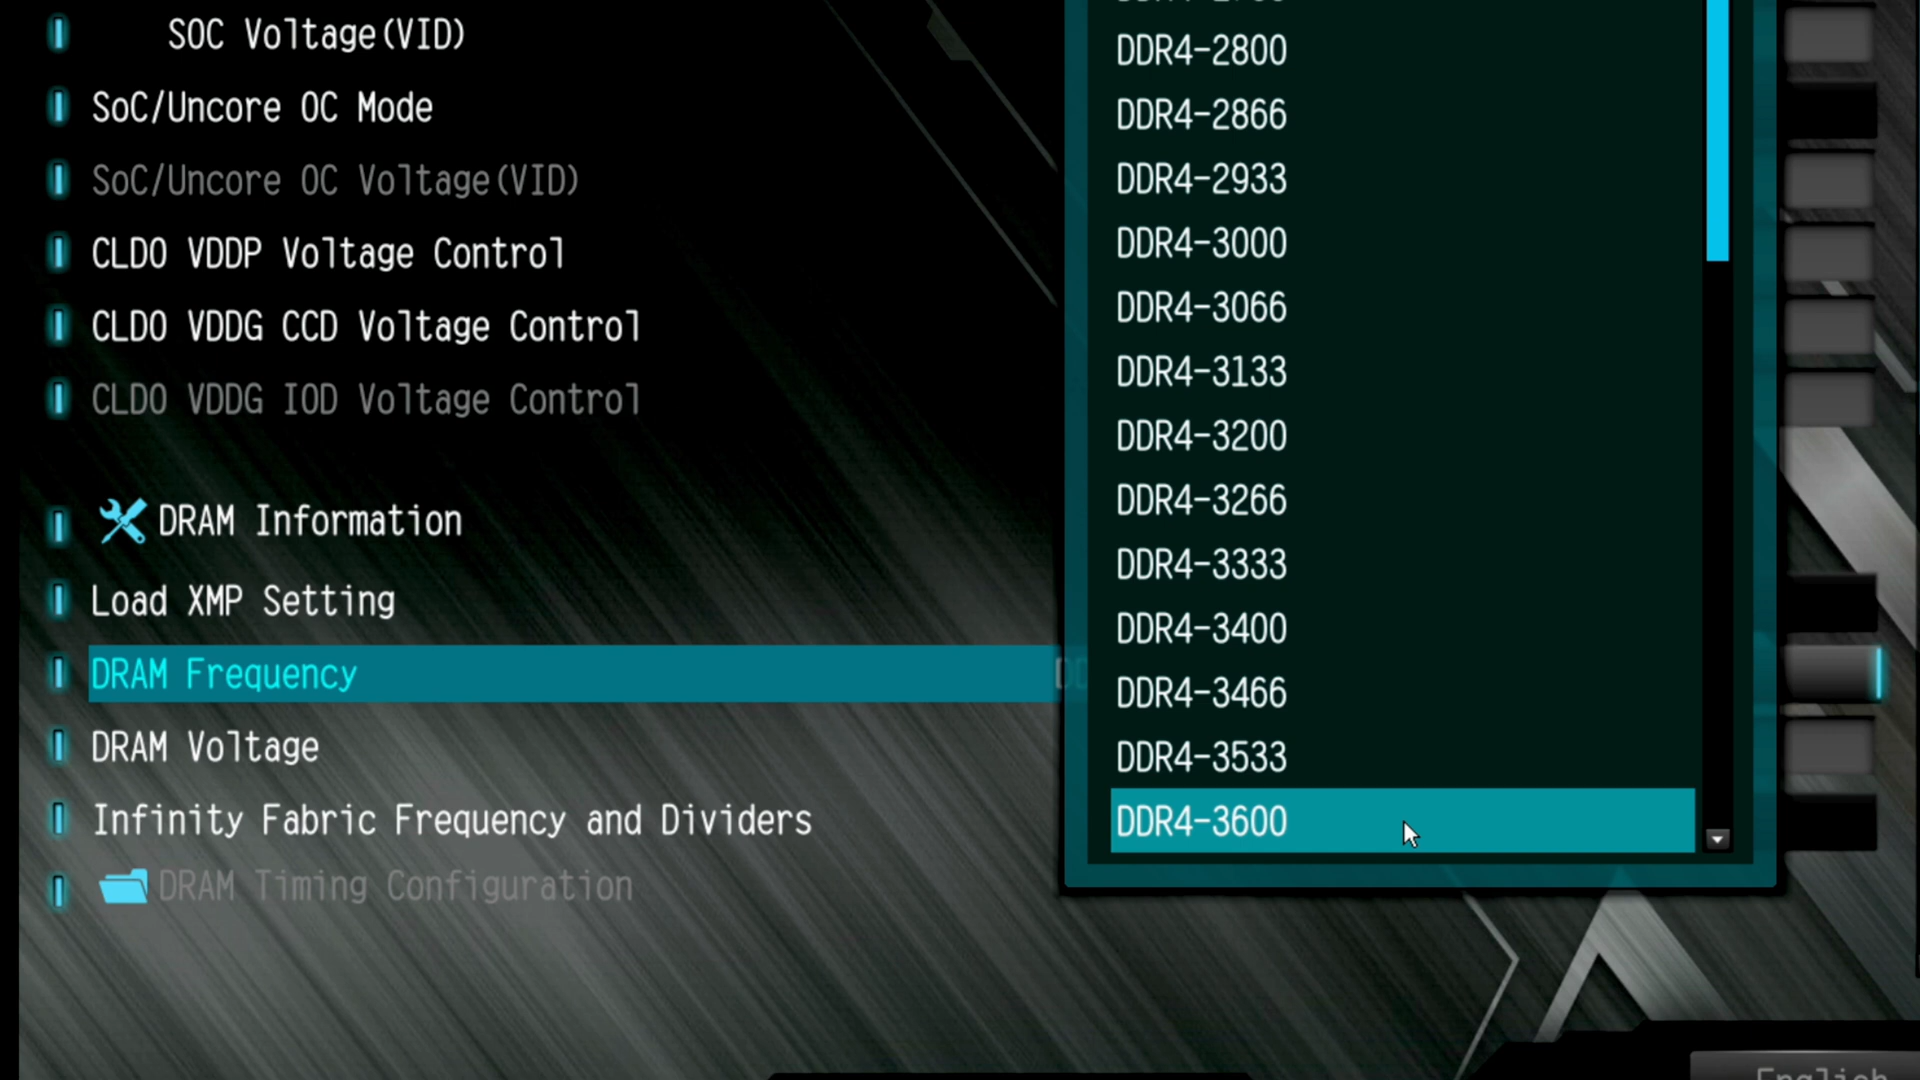 SOC Voltage(VID)
SoC/Uncore OC Mode
SoC/Uncore OC Voltage(VID)
CLDO VDDP Voltage Control
CLDO VDDG CCD Voltage Control
CLDO VDDG IOD Voltage Control
DRAM Information
Load XMP Setting
DRAM Frequency
DRAM Voltage
Infinity Fabric Frequency and Dividers
DRAM Timing Configuration
DDR4-2800
DDR4-2866
DDR4-2933
DDR4-3000
DDR4-3066
DDR4-3133
DDR4-3200
DDR4-3266
DDR4-3333
DDR4-3400
DDR4-3466
DDR4-3533
DDR4-3600
English